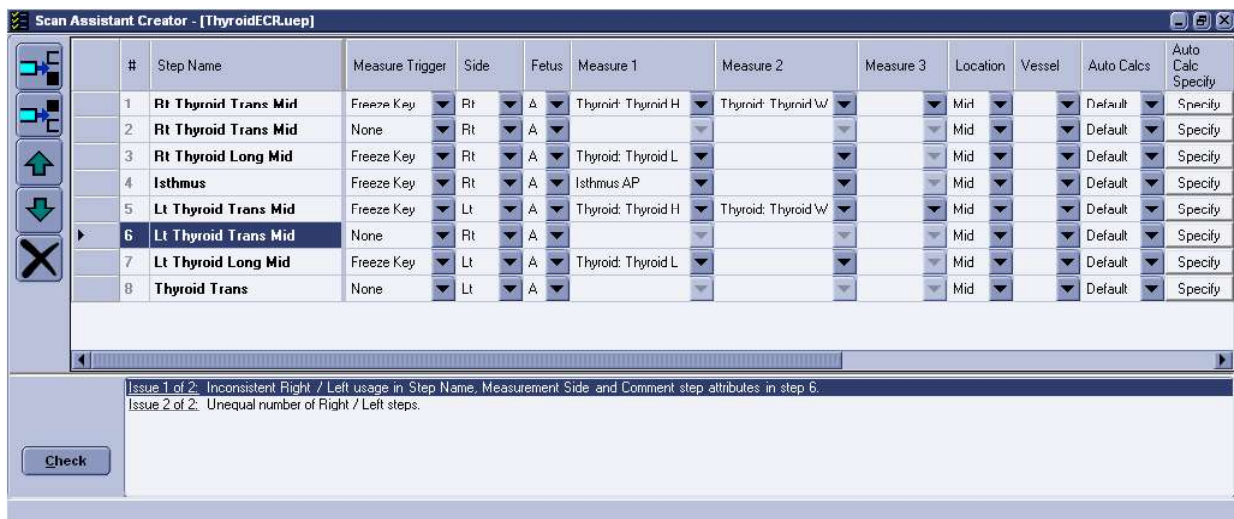 Scan Assistant Creator - [ThyroidECR.uep]
# Step Name Measure Trigger Side Fetus Measure 1 Measure 2 Measure 3 Location Vessel Auto Calcs Auto Calc Specify
1 Rt Thyroid Trans Mid Freeze Key Rt A Thyroid: Thyroid H Thyroid: Thyroid W Mid Default Specify
2 Rt Thyroid Trans Mid None Rt A Mid Default Specify
3 Rt Thyroid Long Mid Freeze Key Rt A Thyroid: Thyroid L Mid Default Specify
4 Isthmus Freeze Key Rt A Isthmus AP Mid Default Specify
5 Lt Thyroid Trans Mid Freeze Key Lt A Thyroid: Thyroid H Thyroid: Thyroid W Mid Default Specify
6 Lt Thyroid Trans Mid None Rt A Mid Default Specify
7 Lt Thyroid Long Mid Freeze Key Lt A Thyroid: Thyroid L Mid Default Specify
8 Thyroid Trans None Lt A Mid Default Specify
Issue 1 of 2: Inconsistent Right / Left usage in Step Name, Measurement Side and Comment step attributes in step 6.
Issue 2 of 2: Unequal number of Right / Left steps.
Check